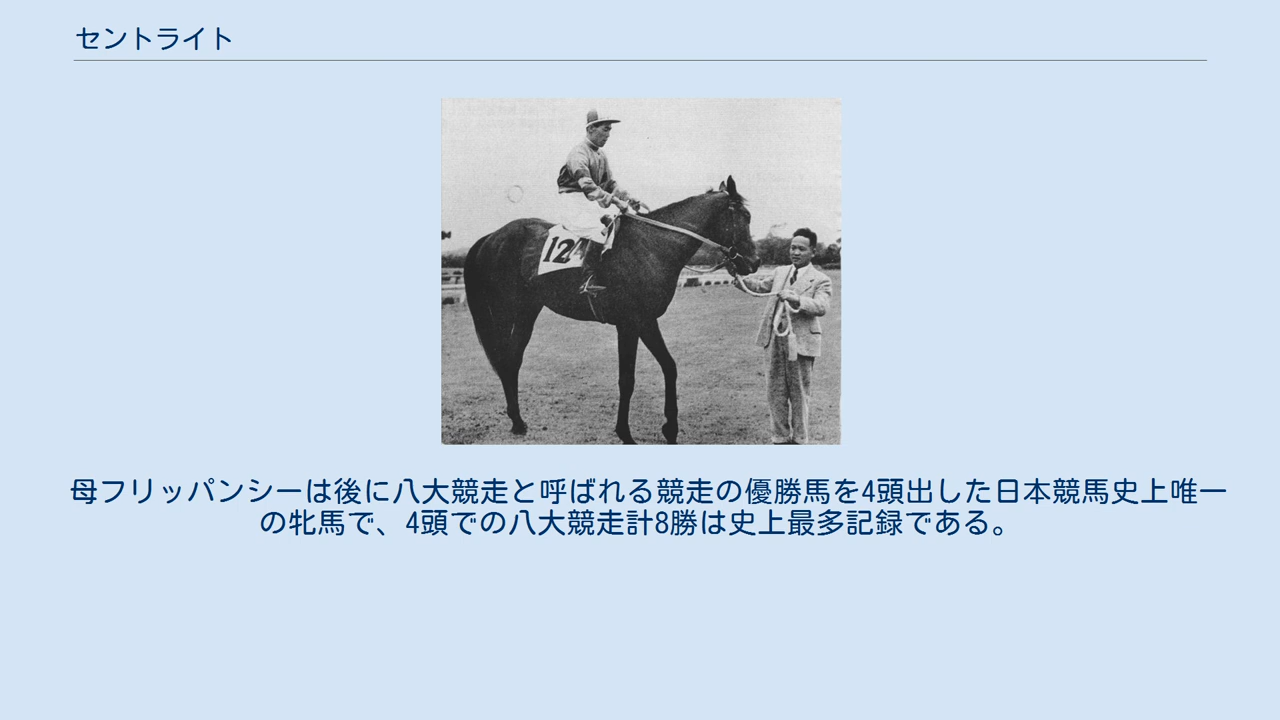 セントライト
124
母フリッパンシーは後に八大競走と呼ばれる競走の優勝馬を4頭出した日本競馬史上唯一
の牝馬で、4頭での八大競走計8勝は史上最多記録である。